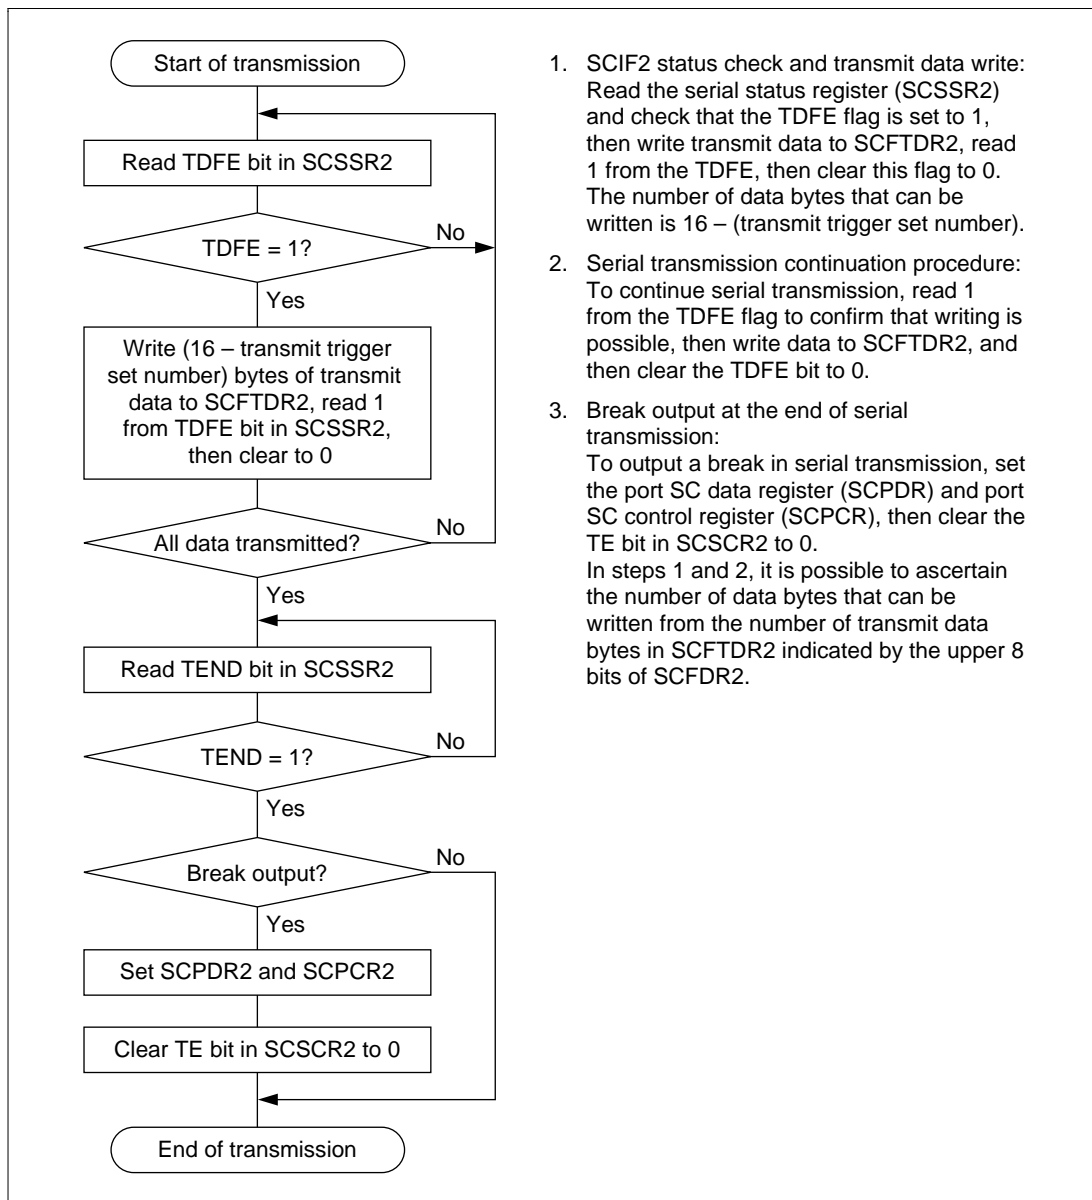 Start of transmission
Read TDFE bit in SCSSR2
TDFE = 1?
No
Yes
Write (16 – transmit trigger
set number) bytes of transmit
data to SCFTDR2, read 1
from TDFE bit in SCSSR2,
then clear to 0
All data transmitted?
No
Yes
Read TEND bit in SCSSR2
TEND = 1?
No
Yes
Break output?
No
Yes
Set SCPDR2 and SCPCR2
Clear TE bit in SCSCR2 to 0
End of transmission
1. SCIF2 status check and transmit data write:
Read the serial status register (SCSSR2)
and check that the TDFE flag is set to 1,
then write transmit data to SCFTDR2, read
1 from the TDFE, then clear this flag to 0.
The number of data bytes that can be
written is 16 – (transmit trigger set number).
2. Serial transmission continuation procedure:
To continue serial transmission, read 1
from the TDFE flag to confirm that writing is
possible, then write data to SCFTDR2, and
then clear the TDFE bit to 0.
3. Break output at the end of serial
transmission:
To output a break in serial transmission, set
the port SC data register (SCPDR) and port
SC control register (SCPCR), then clear the
TE bit in SCSCR2 to 0.
In steps 1 and 2, it is possible to ascertain
the number of data bytes that can be
written from the number of transmit data
bytes in SCFTDR2 indicated by the upper 8
bits of SCFDR2.